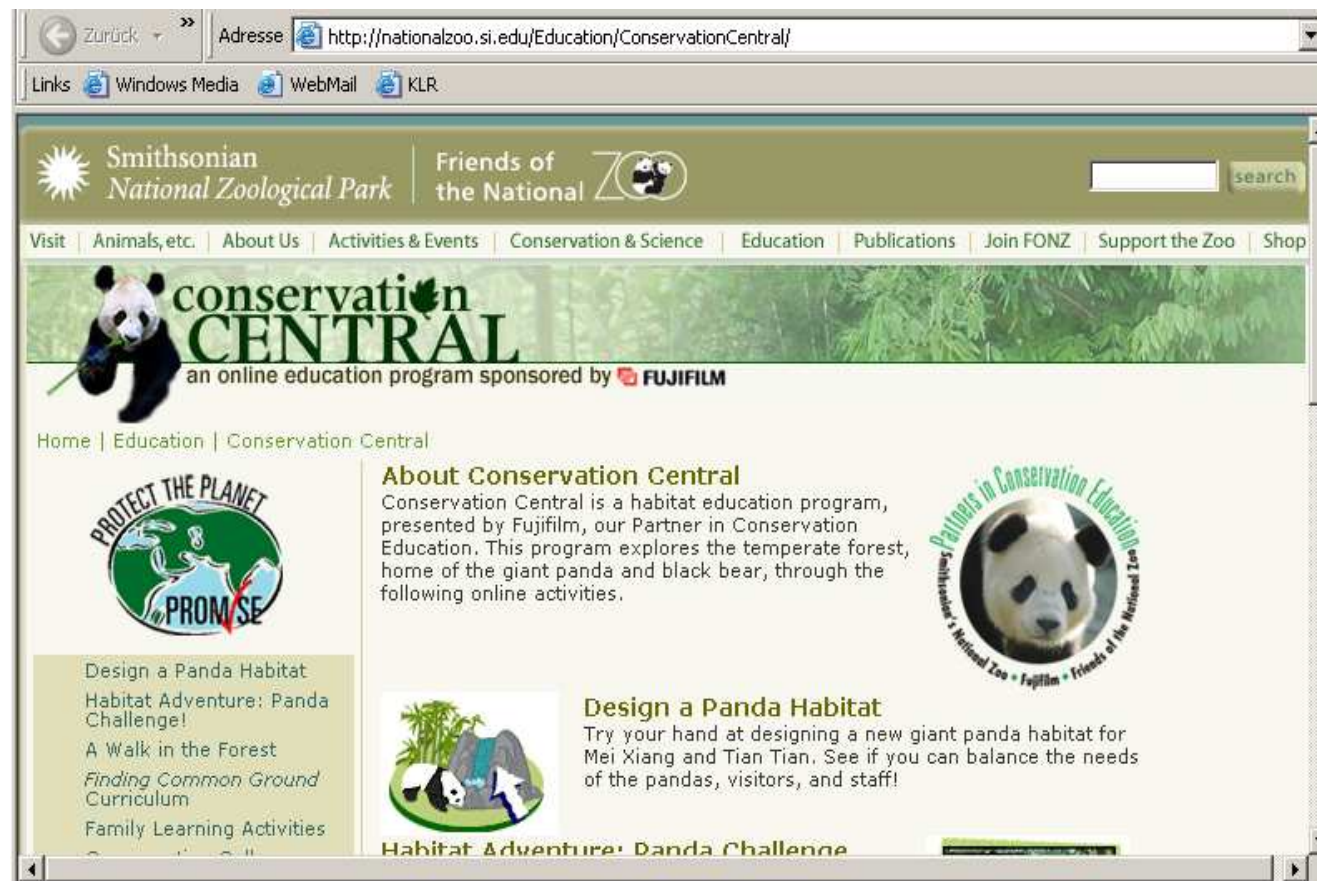 Zurück
»
Adresse http://nationalzoo.si.edu/Education/ConservationCentral/
Links Windows Media WebMail KLR
Smithsonian
National Zoological Park
Friends of
the National ZOO
search
Visit | Animals, etc. | About Us | Activities & Events | Conservation & Science | Education | Publications | Join FONZ | Support the Zoo | Shop
conservation
CENTRAL
an online education program sponsored by FUJIFILM
Home | Education | Conservation Central
PROTECT THE PLANET
PROMISE
Design a Panda Habitat
Habitat Adventure: Panda
Challenge!
A Walk in the Forest
Finding Common Ground
Curriculum
Family Learning Activities
About Conservation Central
Conservation Central is a habitat education program,
presented by Fujifilm, our Partner in Conservation
Education. This program explores the temperate forest,
home of the giant panda and black bear, through the
following online activities.
Partners in Conservation Education
Smithsonian's National Zoo • Fujifilm • Friends of the National Zoo
Design a Panda Habitat
Try your hand at designing a new giant panda habitat for
Mei Xiang and Tian Tian. See if you can balance the needs
of the pandas, visitors, and staff!
Habitat Adventure: Panda Challenge